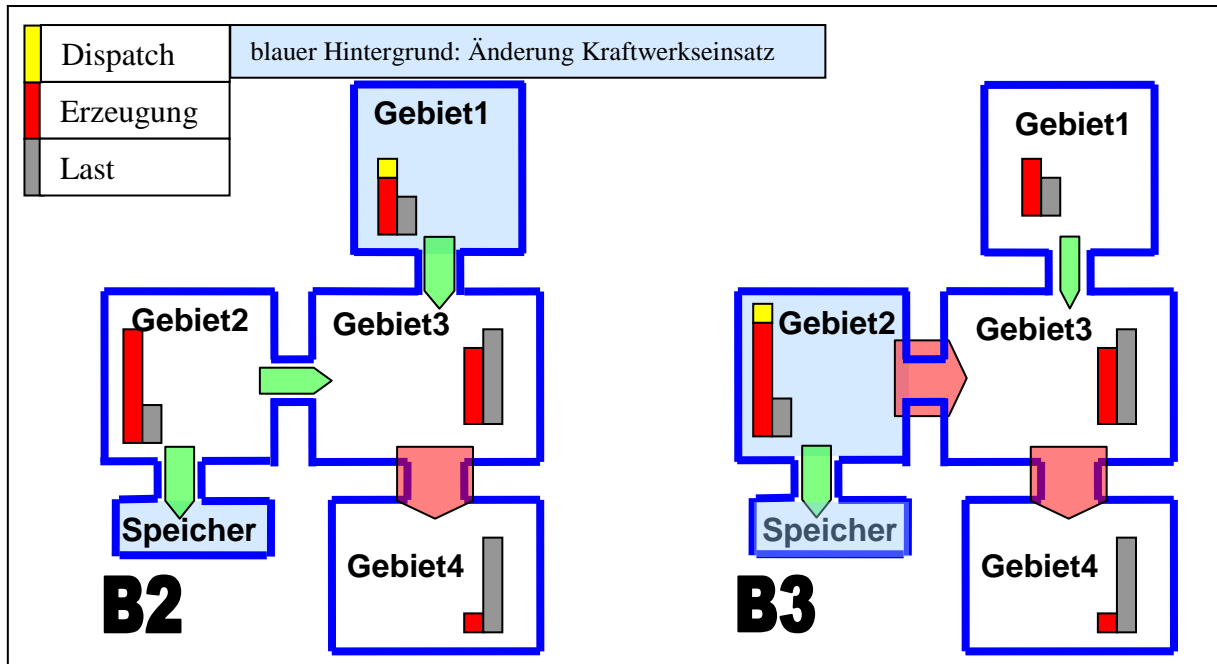 Dispatch
blauer Hintergrund: Änderung Kraftwerkseinsatz
Erzeugung
Last
Gebiet1
Gebiet2
Gebiet3
Speicher
Gebiet4
B2
Gebiet1
Gebiet2
Gebiet3
Speicher
Gebiet4
B3